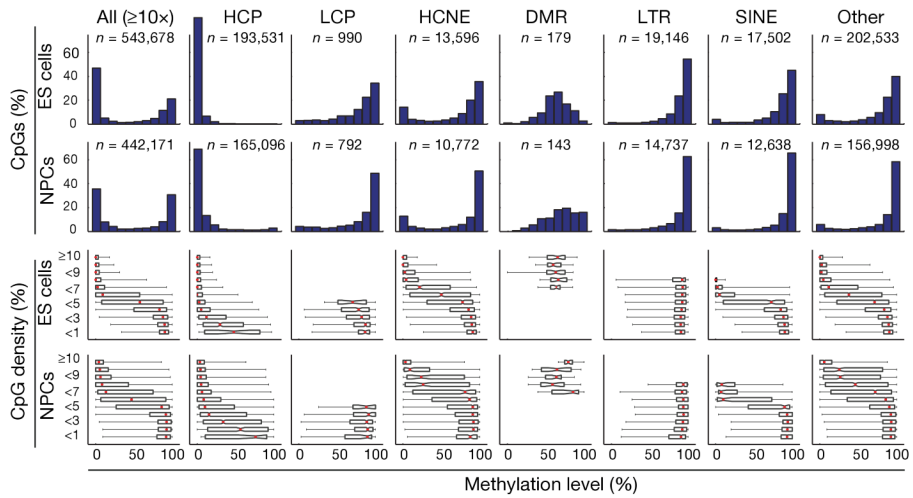 All (≥10×) HCP LCP HCNE DMR LTR SINE Other
n = 543,678 n = 193,531 n = 990 n = 13,596 n = 179 n = 19,146 n = 17,502 n = 202,533
CpGs (%)
ES cells
60
40
20
0
n = 442,171 n = 165,096 n = 792 n = 10,772 n = 143 n = 14,737 n = 12,638 n = 156,998
NPCs
60
40
20
0
CpG density (%)
ES cells
≥10
<9
<7
<5
<3
<1
NPCs
≥10
<9
<7
<5
<3
<1
0 50 100 0 50 100 0 50 100 0 50 100 0 50 100 0 50 100 0 50 100 0 50 100
Methylation level (%)